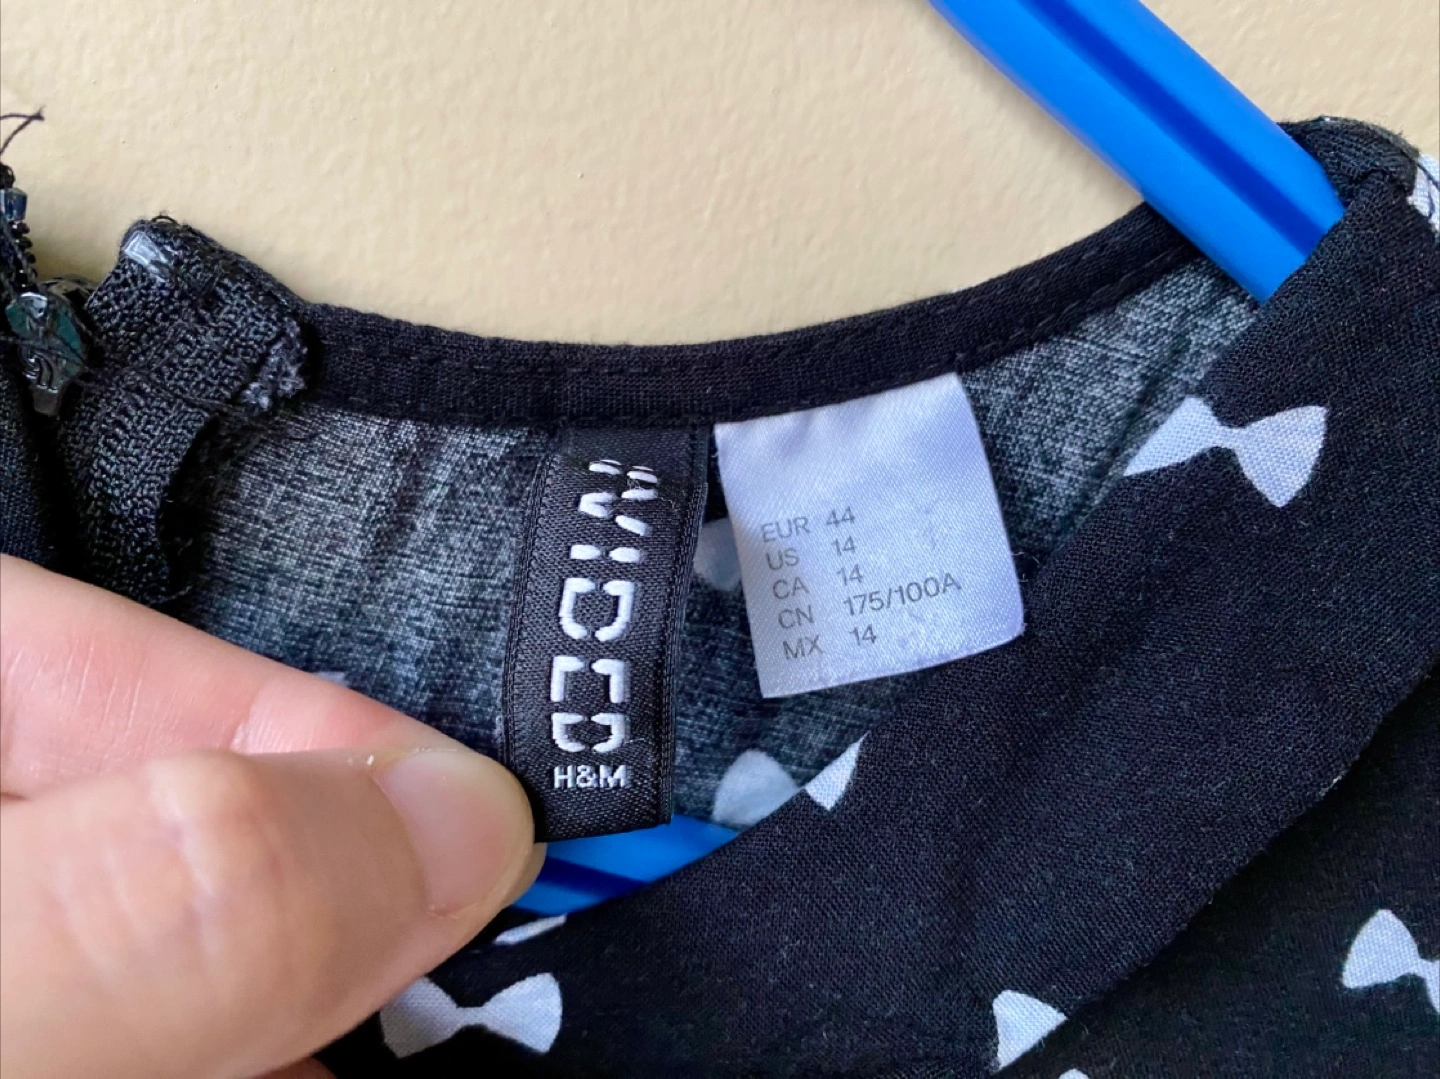 DIVIDED
H&M
EUR 44
US 14
CA 14
CN 175/100A
MX 14